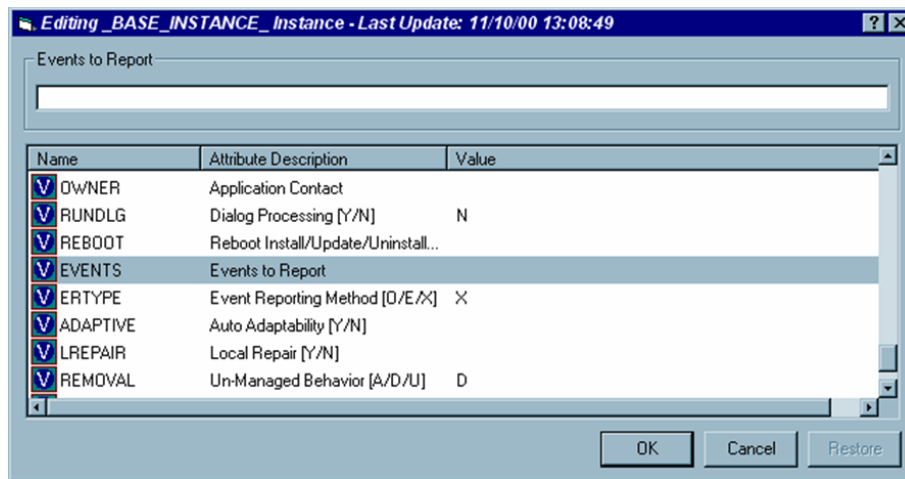 Editing _BASE_INSTANCE_ Instance - Last Update: 11/10/00 13:08:49
Events to Report
Name Attribute Description Value
V OWNER Application Contact
V RUNDLG Dialog Processing [Y/N] N
V REBOOT Reboot Install/Update/Uninstall...
V EVENTS Events to Report
V ERTYPE Event Reporting Method [O/E/X] X
V ADAPTIVE Auto Adaptability [Y/N]
V LREPAIR Local Repair [Y/N]
V REMOVAL Un-Managed Behavior [A/D/U] D
OK Cancel Restore